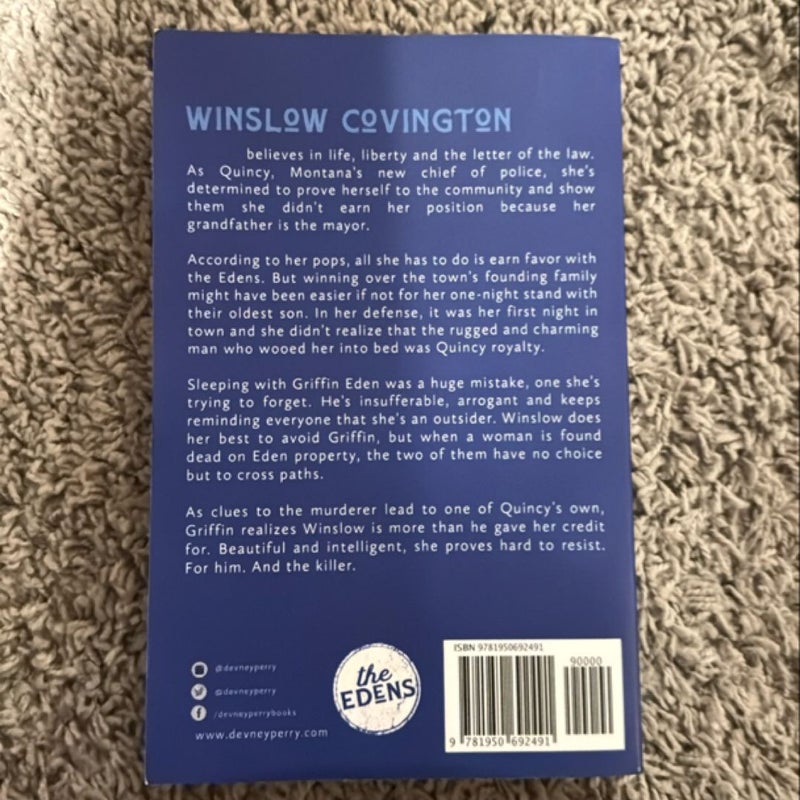 WINSLOW COVINGTON
believes in life, liberty and the letter of the law.
As Quincy, Montana's new chief of police, she's
determined to prove herself to the community and show
them she didn't earn her position because her
grandfather is the mayor.
According to her pops, all she has to do is earn favor with
the Edens. But winning over the town's founding family
might have been easier if not for her one-night stand with
their oldest son. In her defense, it was her first night in
town and she didn't realize that the rugged and charming
man who wooed her into bed was Quincy royalty.
Sleeping with Griffin Eden was a huge mistake, one she's
trying to forget. He's insufferable, arrogant and keeps
reminding everyone that she's an outsider. Winslow does
her best to avoid Griffin, but when a woman is found
dead on Eden property, the two of them have no choice
but to cross paths.
As clues to the murderer lead to one of Quincy's own,
Griffin realizes Winslow is more than he gave her credit
for. Beautiful and intelligent, she proves hard to resist.
For him. And the killer.
@devneyperry
@devneyperry
/devneyperrybooks
www.devneyperry.com
the
EDENS
ISBN 9781950692491
90000
9 781950 692491